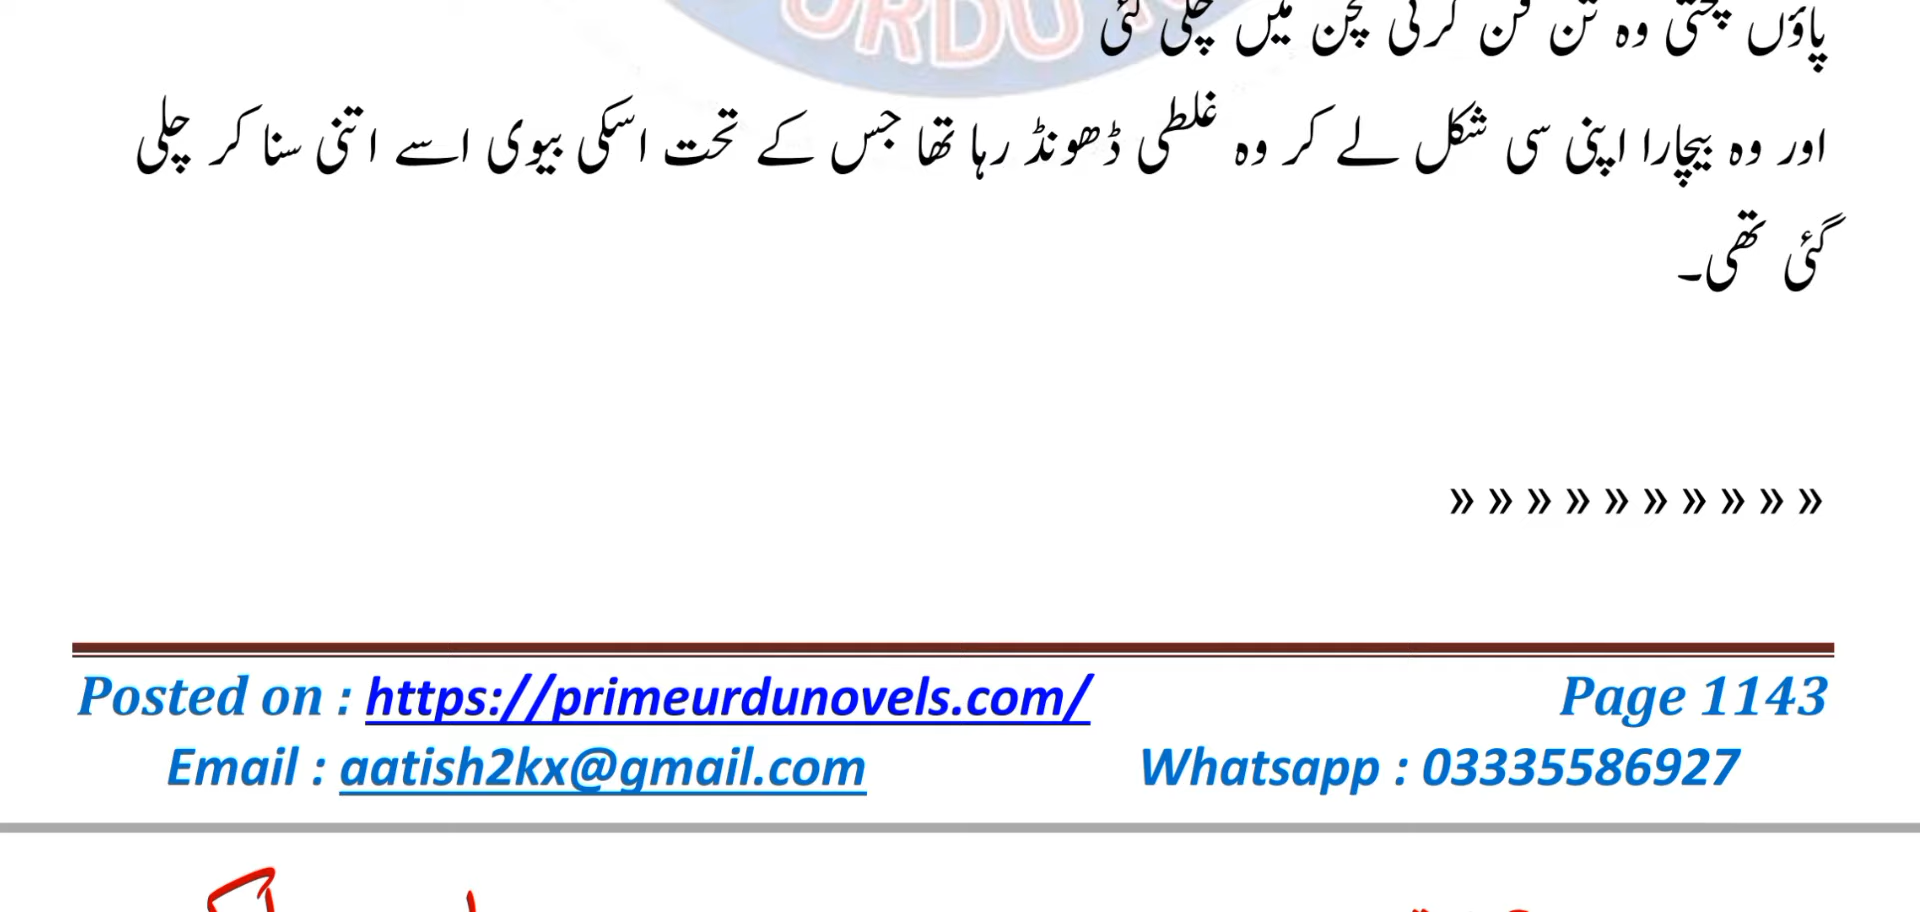 URDU
پاؤں پٹختی وہ تن فن کرتی کچن میں چلی گئی
اور وہ بیچارا اپنی سی شکل لے کر وہ غلطی ڈھونڈ رہا تھا جس کے تحت اسکی بیوی اسے اتنی سنا کر چلی
گئی تھی۔
» » » » » » » » » »
Posted on : https://primeurdunovels.com/ Page 1143
Email : aatish2kx@gmail.com Whatsapp : 03335586927